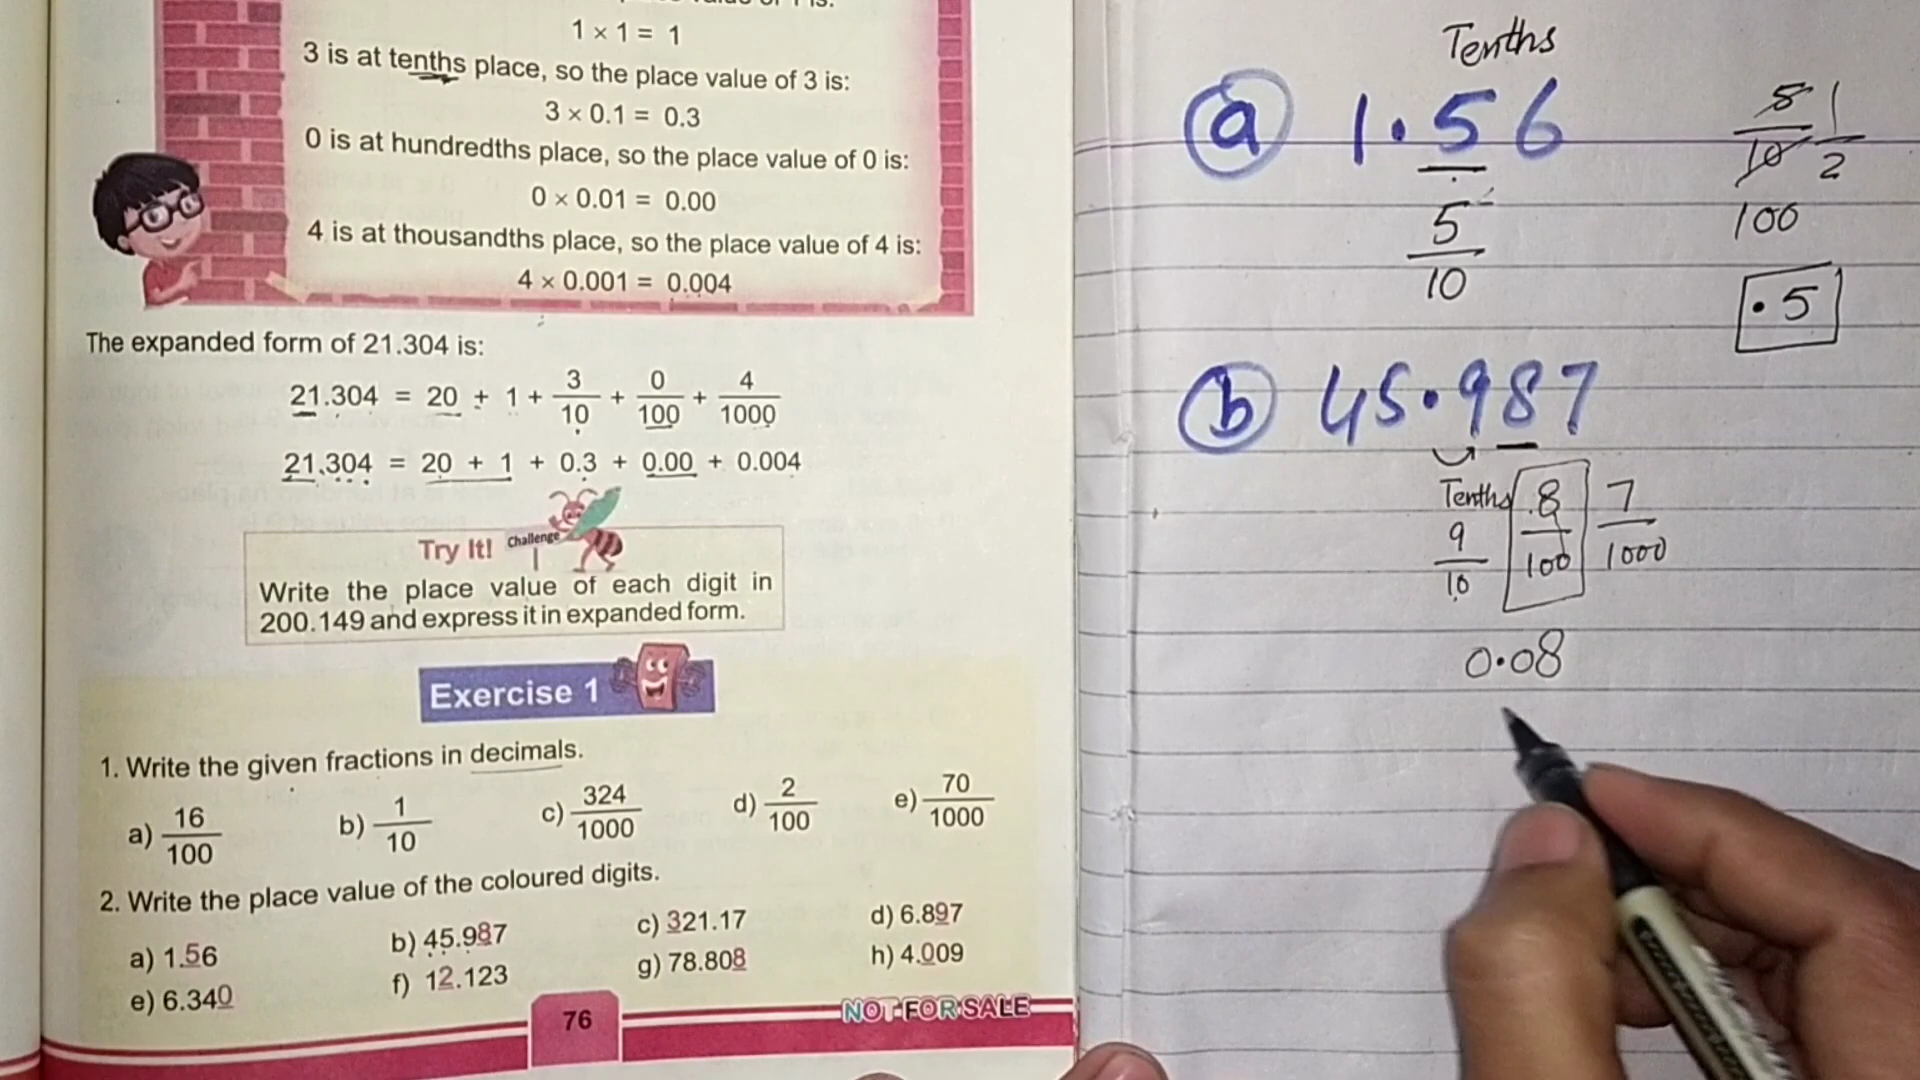 1 × 1 = 1
3 is at tenths place, so the place value of 3 is:
3 × 0.1 = 0.3
0 is at hundredths place, so the place value of 0 is:
0 × 0.01 = 0.00
4 is at thousandths place, so the place value of 4 is:
4 × 0.001 = 0.004
The expanded form of 21.304 is:
21.304 = 20 + 1 + 3/10 + 0/100 + 4/1000
21.304 = 20 + 1 + 0.3 + 0.00 + 0.004
Try It! Challenge
Write the place value of each digit in
200.149 and express it in expanded form.
Exercise 1
1. Write the given fractions in decimals.
a) 16/100 b) 1/10 c) 324/1000 d) 2/100 e) 70/1000
2. Write the place value of the coloured digits.
a) 1.56 b) 45.987 c) 321.17 d) 6.897
e) 6.340 f) 12.123 g) 78.808 h) 4.009
76
NOT FOR SALE
Tenths
a 1.56
5/10
5/10 1/2
100
.5
b 45.987
Tenths
9/10 8/100 7/1000
0.08